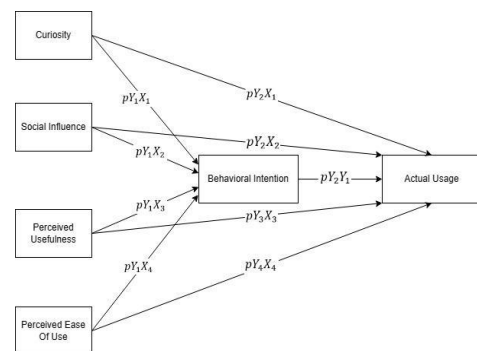 Curiosity
pY₁X₁
pY₂X₁
Social Influence
pY₁X₂
pY₂X₂
Behavioral Intention
pY₂Y₁
Actual Usage
Perceived
Usefulness
pY₁X₃
pY₃X₃
pY₁X₄
pY₄X₄
Perceived Ease
Of Use